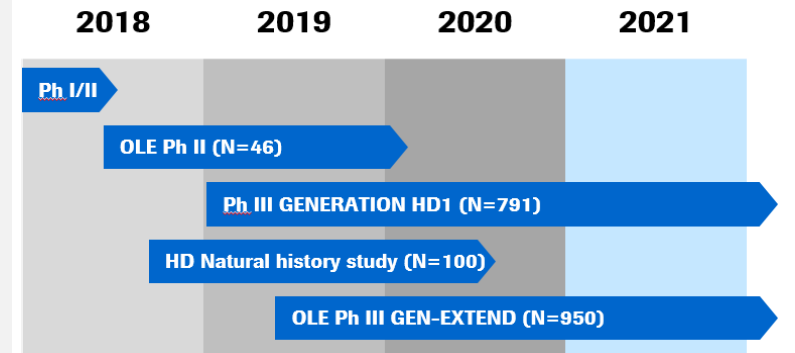 2018 2019 2020 2021
Ph I/II
OLE Ph II (N=46)
Ph III GENERATION HD1 (N=791)
HD Natural history study (N=100)
OLE Ph III GEN-EXTEND (N=950)